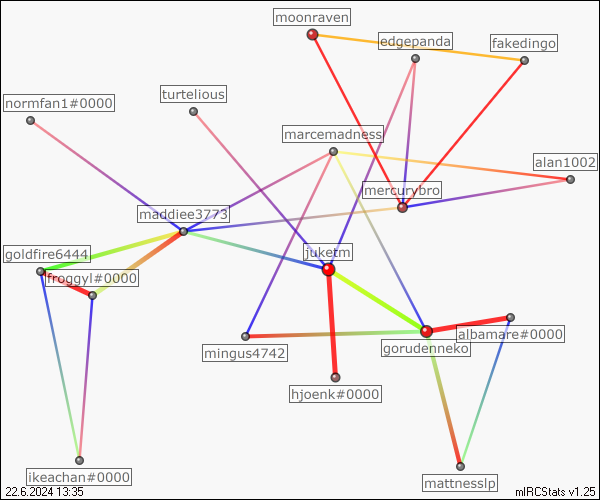 moonraven
edgepanda
fakedingo
turtelious
normfan1#0000
marcemadness
alan1002
mercurybro
maddiee3773
goldfire6444
juketm
froggyl#0000
albamare#0000
gorudenneko
mingus4742
hjoenk#0000
ikeachan#0000
mattnesslp
22.6.2024 13:35
mIRCStats v1.25